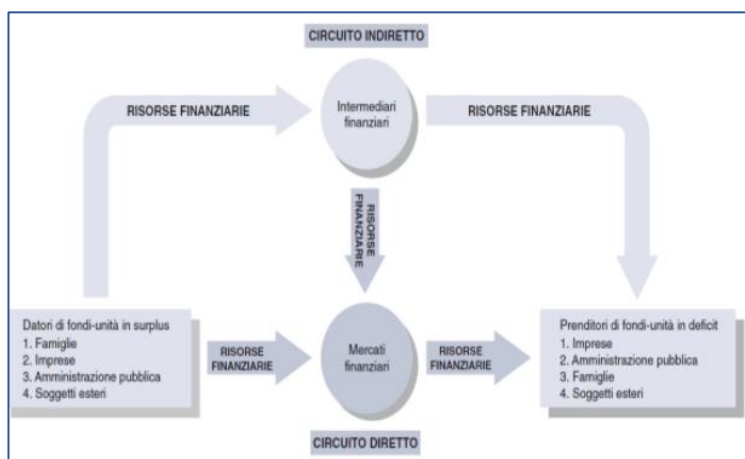 CIRCUITO INDIRETTO
RISORSE FINANZIARIE
Intermediari
finanziari
RISORSE FINANZIARIE
RISORSE
FINANZIARIE
Datori di fondi-unità in surplus
1. Famiglie
2. Imprese
3. Amministrazione pubblica
4. Soggetti esteri
RISORSE
FINANZIARIE
Mercati
finanziari
RISORSE
FINANZIARIE
Prenditori di fondi-unità in deficit
1. Imprese
2. Amministrazione pubblica
3. Famiglie
4. Soggetti esteri
CIRCUITO DIRETTO